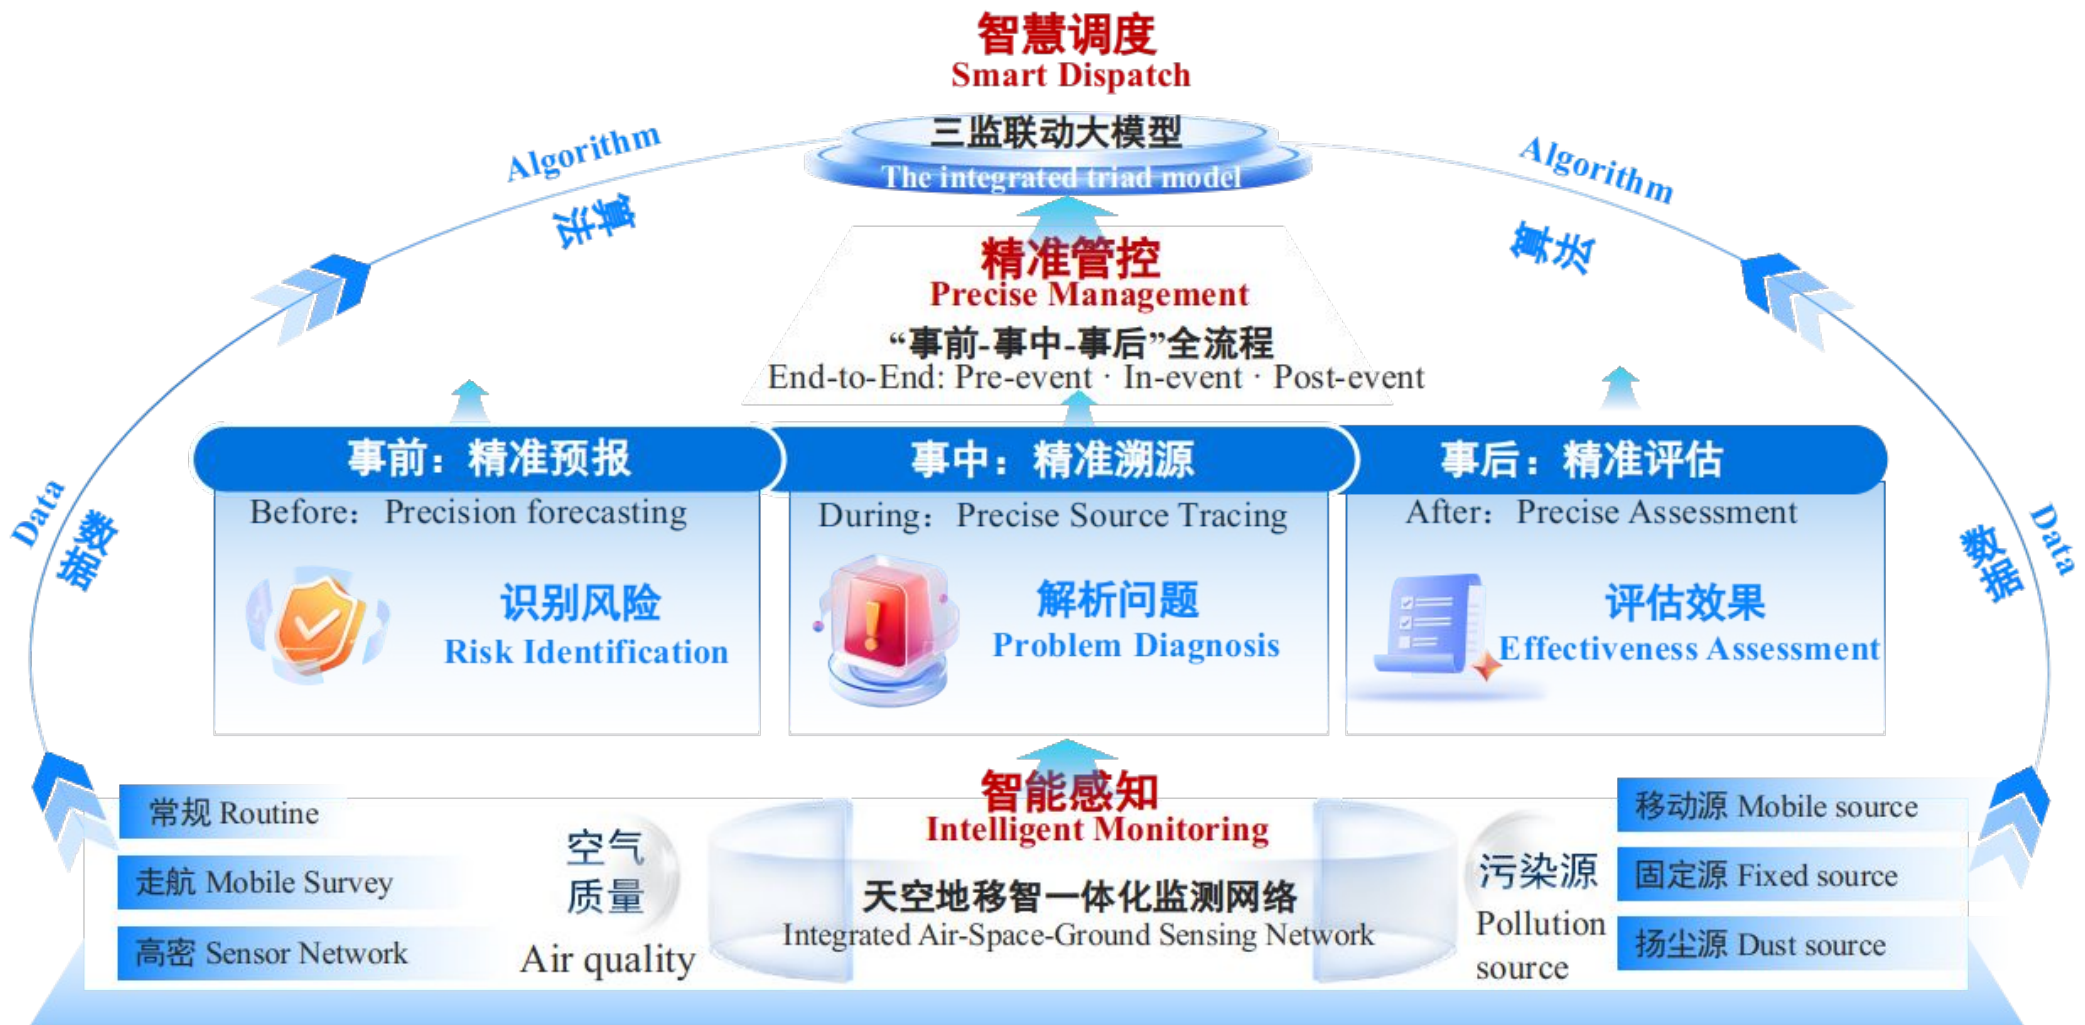 智慧调度
Smart Dispatch
三监联动大模型
The integrated triad model
Algorithm
算法
Algorithm
算法
精准管控
Precise Management
“事前-事中-事后”全流程
End-to-End: Pre-event · In-event · Post-event
Data
数据
Data
数据
事前：精准预报
Before： Precision forecasting
识别风险
Risk Identification
事中：精准溯源
During： Precise Source Tracing
解析问题
Problem Diagnosis
事后：精准评估
After： Precise Assessment
评估效果
Effectiveness Assessment
智能感知
Intelligent Monitoring
天空地移智一体化监测网络
Integrated Air-Space-Ground Sensing Network
常规 Routine
走航 Mobile Survey
高密 Sensor Network
空气
质量
Air quality
污染源
Pollution
source
移动源 Mobile source
固定源 Fixed source
扬尘源 Dust source